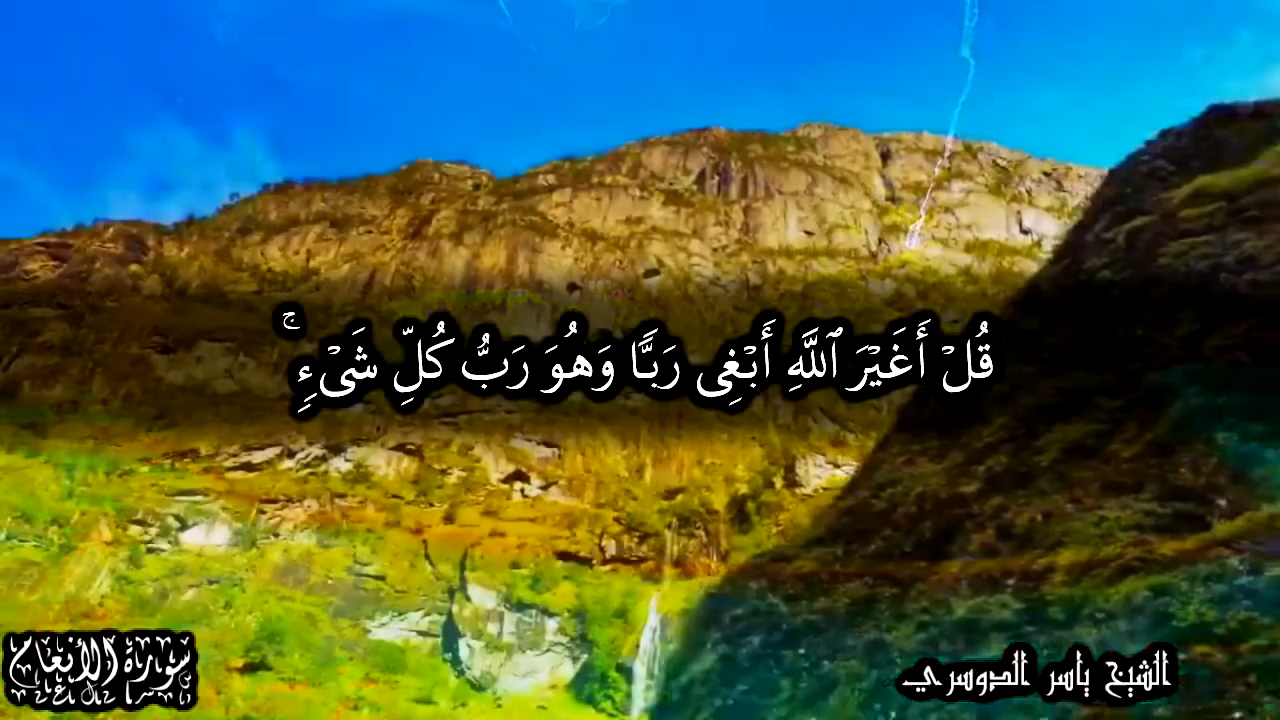 قُلۡ أَغَيۡرَ ٱللَّهِ أَبۡغِي رَبࣰّا وَهُوَ رَبُّ كُلِّ شَيۡءࣲۚ
سورة الأنعام
الشيخ ياسر الدوسري